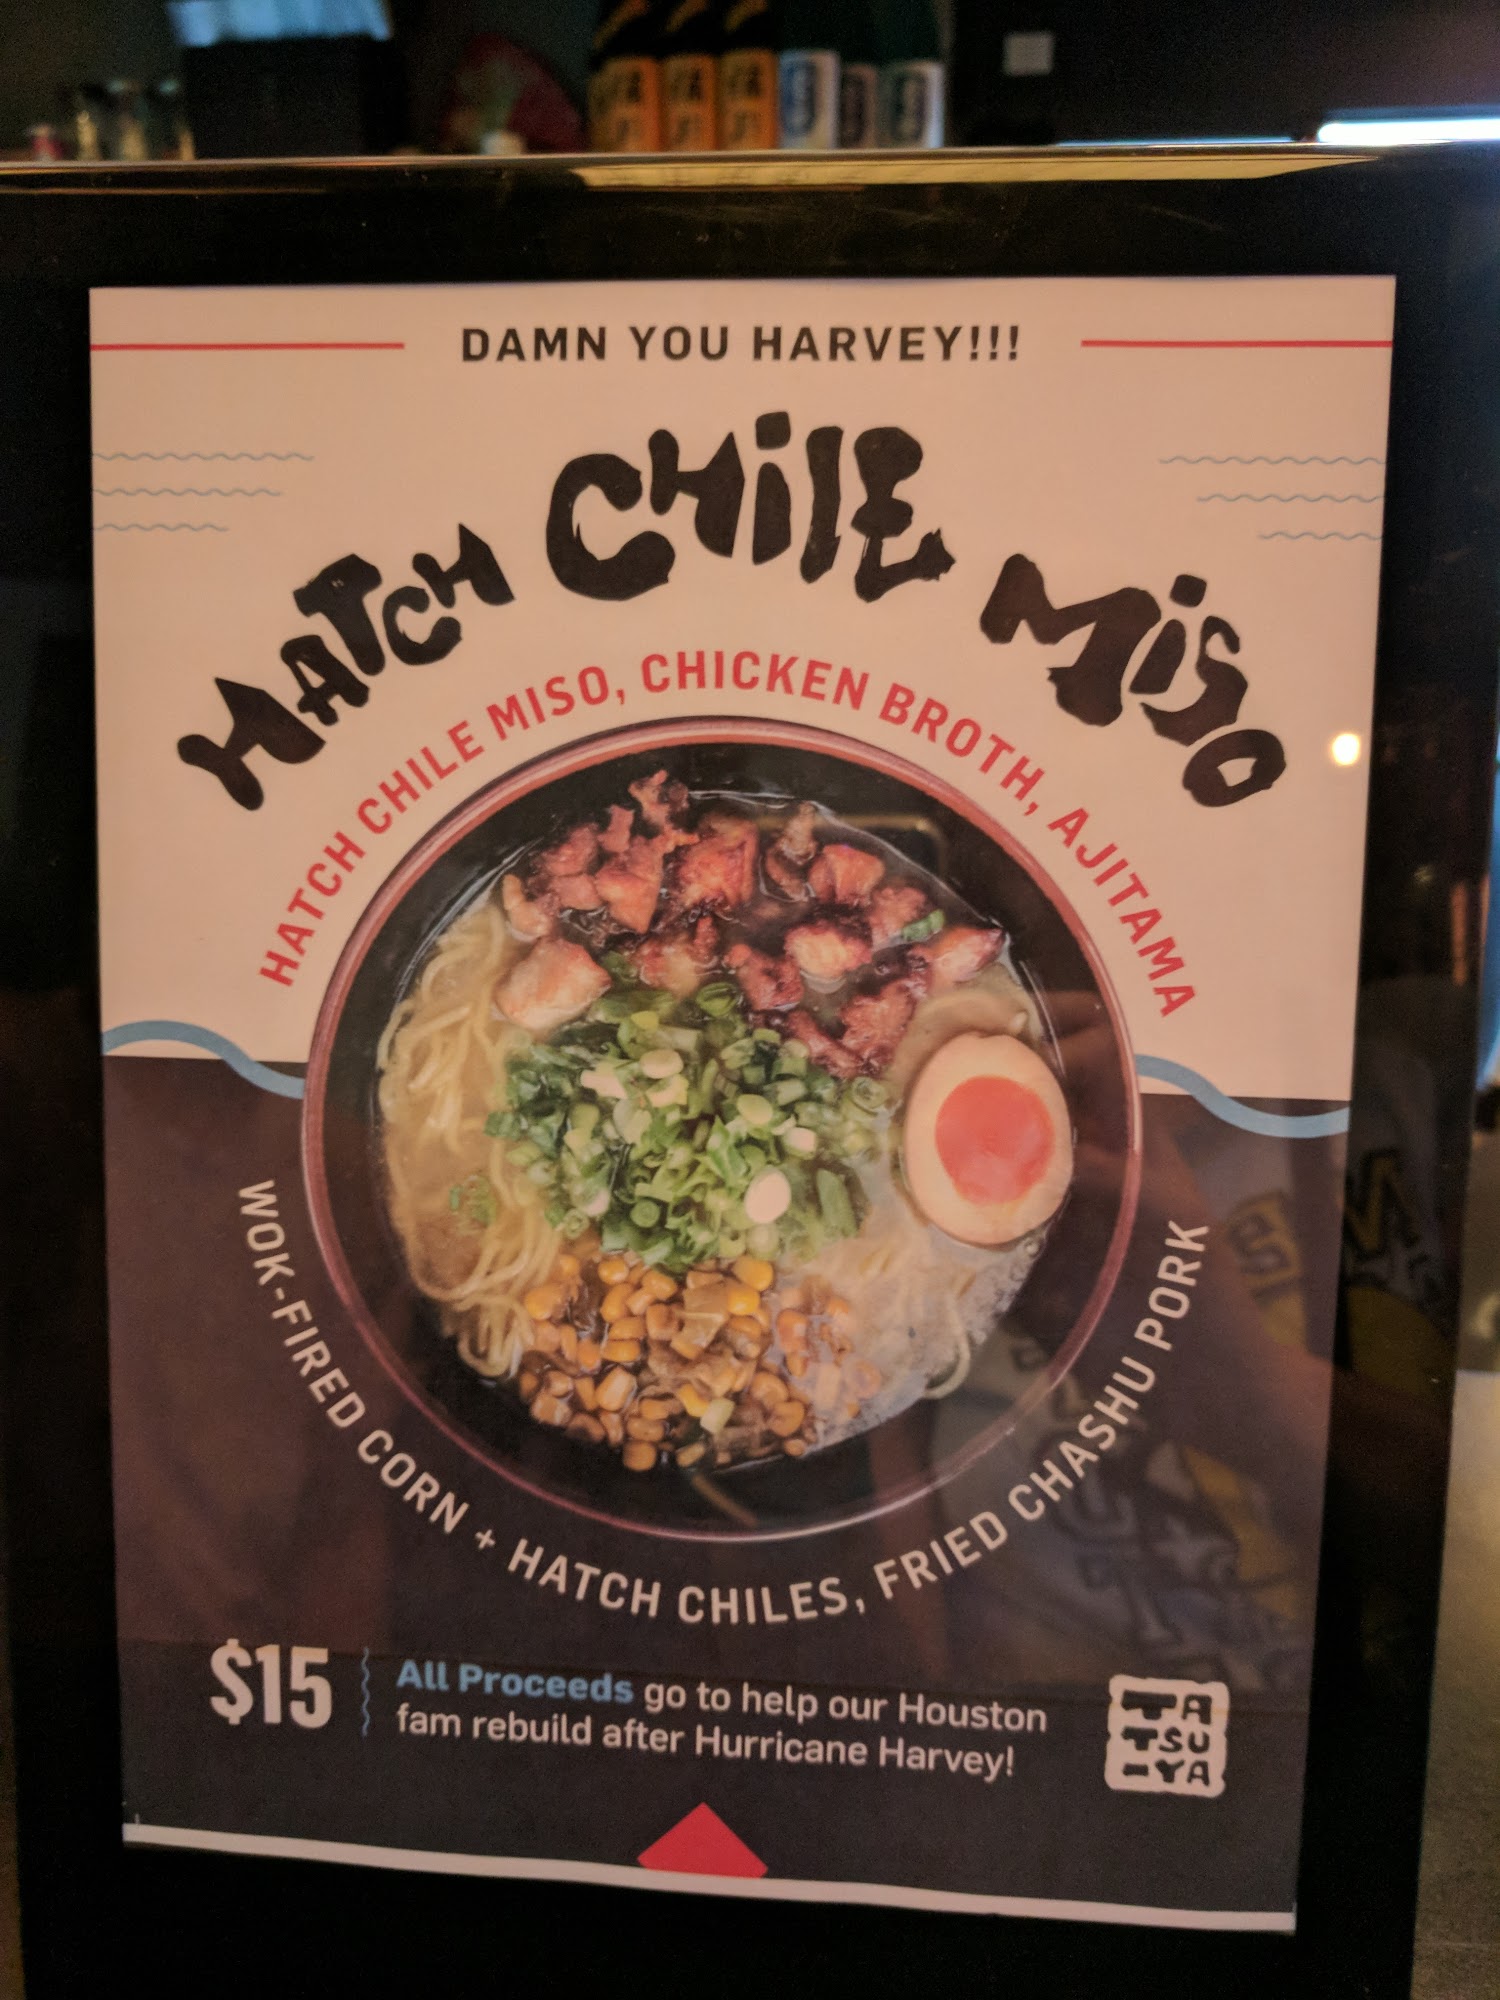 DAMN YOU HARVEY!!!
HATCH CHILE MISO
HATCH CHILE MISO, CHICKEN BROTH, AJITAMA
WOK-FIRED CORN + HATCH CHILES, FRIED CHASHU PORK
$15
All Proceeds go to help our Houston
fam rebuild after Hurricane Harvey!
TA
TSU
-YA